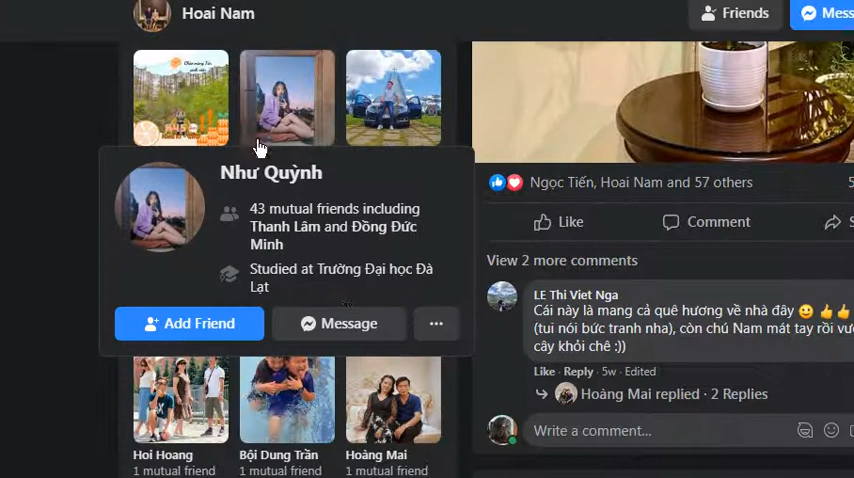 Hoai Nam
Friends
Mess
Như Quỳnh
43 mutual friends including
Thanh Lâm and Đồng Đức
Minh
Studied at Trường Đại học Đà
Lạt
Add Friend
Message
Hoi Hoang
1 mutual friend
Bội Dung Trần
1 mutual friend
Hoàng Mai
1 mutual friend
Ngọc Tiến, Hoai Nam and 57 others
5
Like
Comment
S
View 2 more comments
LE Thi Viet Nga
Cái này là mang cả quê hương về nhà đây
(tui nói bức tranh nha), còn chú Nam mát tay rồi vư
cây khỏi chê :))
Like · Reply · 5w · Edited
Hoàng Mai replied · 2 Replies
Write a comment...